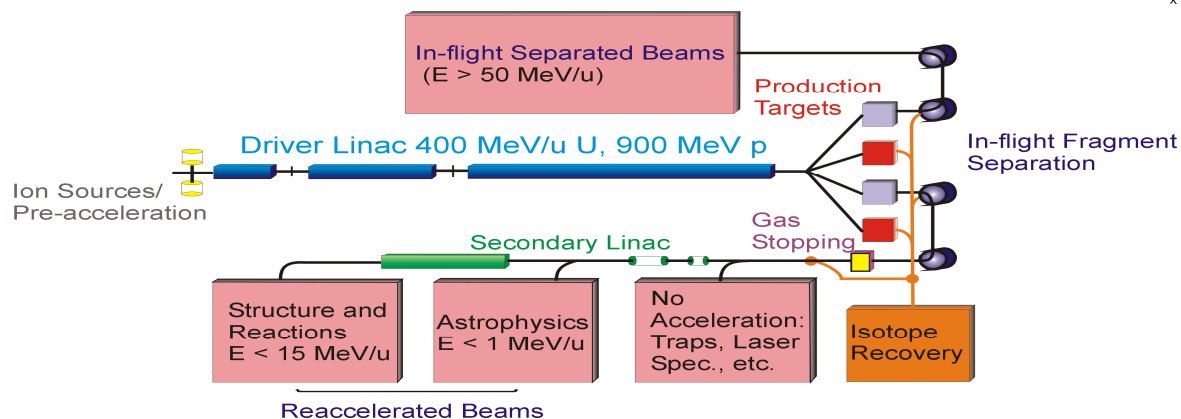 x
In-flight Separated Beams
(E > 50 MeV/u)
Production
Targets
Driver Linac 400 MeV/u U, 900 MeV p
In-flight Fragment
Separation
Ion Sources/
Pre-acceleration
Gas
Stopping
Secondary Linac
Structure and
Reactions
E < 15 MeV/u
Astrophysics
E < 1 MeV/u
No
Acceleration:
Traps, Laser
Spec., etc.
Isotope
Recovery
Reaccelerated Beams